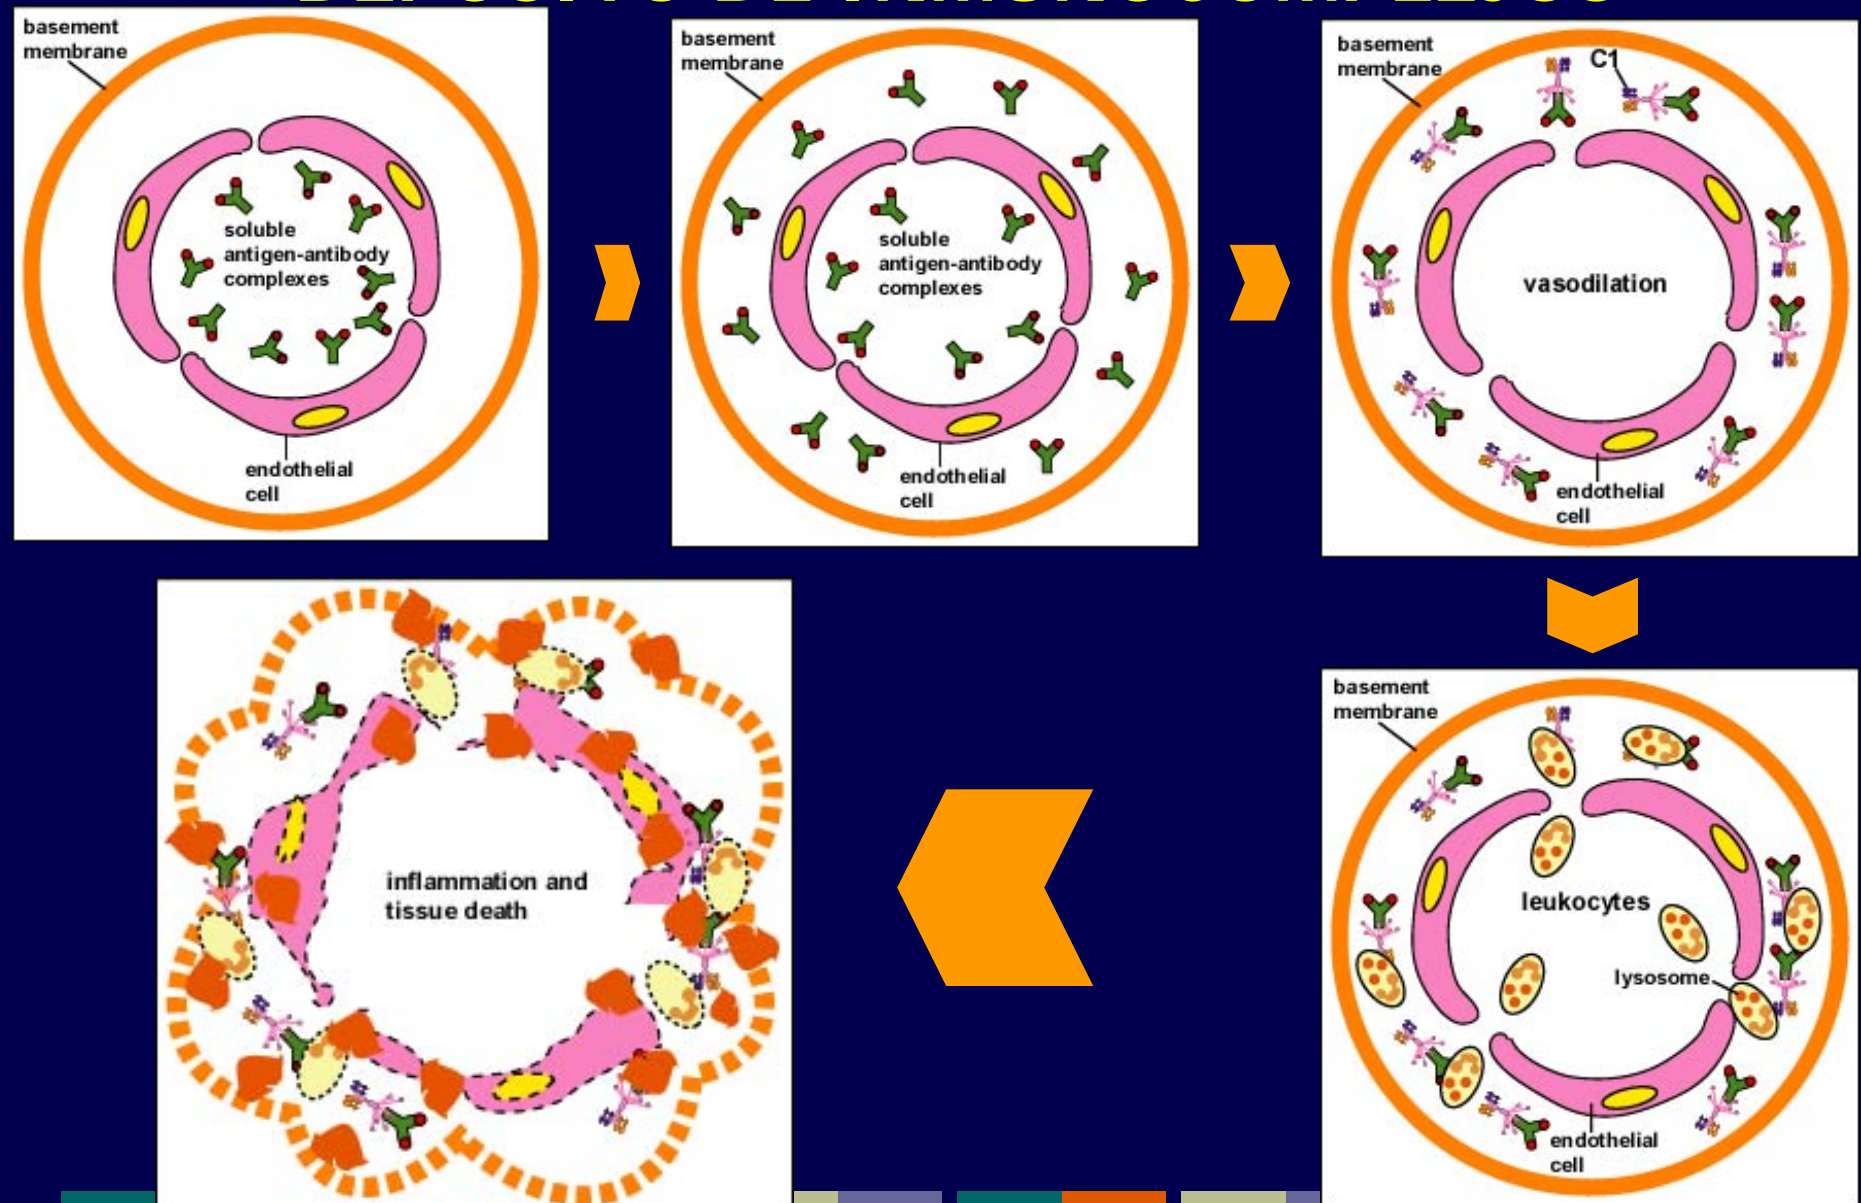 basement
membrane
soluble
antigen-antibody
complexes
endothelial
cell
basement
membrane
soluble
antigen-antibody
complexes
endothelial
cell
basement
membrane
C1
vasodilation
endothelial
cell
inflammation and
tissue death
basement
membrane
leukocytes
lysosome
endothelial
cell